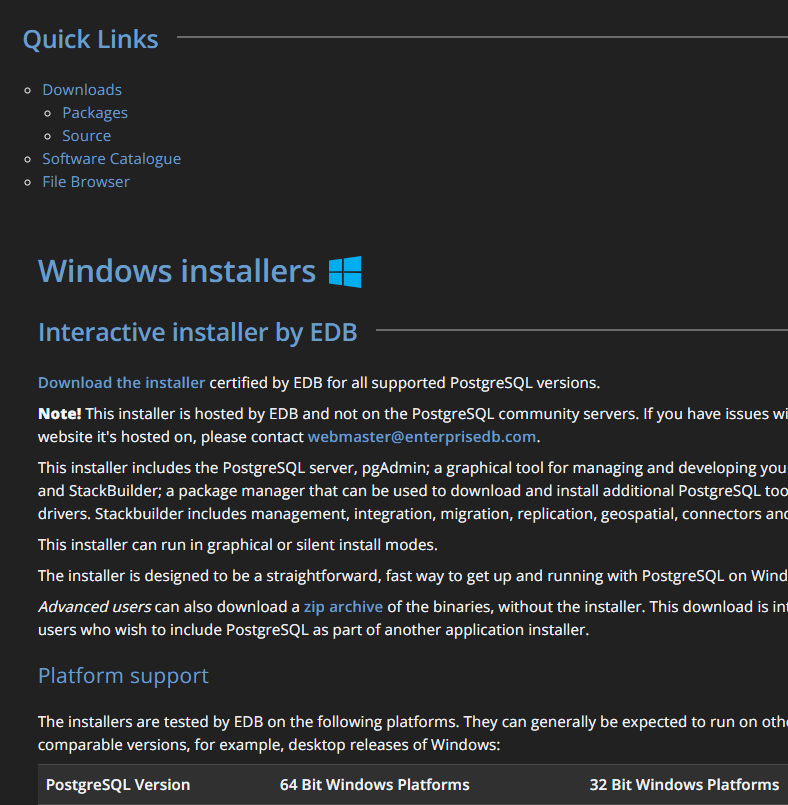 Quick Links
Downloads
Packages
Source
Software Catalogue
File Browser
Windows installers
Interactive installer by EDB
Download the installer certified by EDB for all supported PostgreSQL versions.
Note! This installer is hosted by EDB and not on the PostgreSQL community servers. If you have issues wi
website it's hosted on, please contact webmaster@enterprisedb.com.
This installer includes the PostgreSQL server, pgAdmin; a graphical tool for managing and developing you
and StackBuilder; a package manager that can be used to download and install additional PostgreSQL too
drivers. Stackbuilder includes management, integration, migration, replication, geospatial, connectors and
This installer can run in graphical or silent install modes.
The installer is designed to be a straightforward, fast way to get up and running with PostgreSQL on Wind
Advanced users can also download a zip archive of the binaries, without the installer. This download is int
users who wish to include PostgreSQL as part of another application installer.
Platform support
The installers are tested by EDB on the following platforms. They can generally be expected to run on othe
comparable versions, for example, desktop releases of Windows:
PostgreSQL Version 64 Bit Windows Platforms 32 Bit Windows Platforms